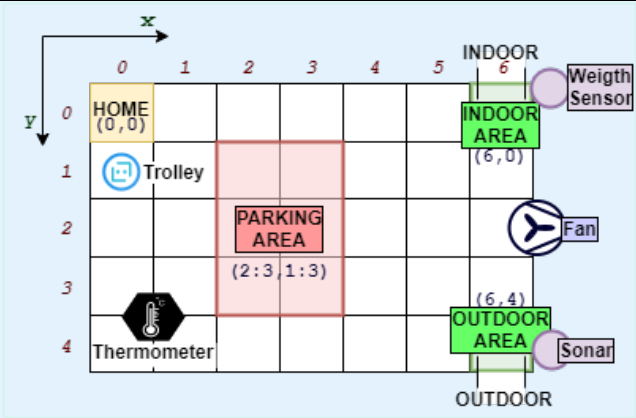 x
INDOOR
0 1 2 3 4 5 6
Weigth
Sensor
y
0
HOME
(0,0)
INDOOR
AREA
(6,0)
1
Trolley
2
PARKING
AREA
Fan
(2:3,1:3)
3
(6,4)
°C
OUTDOOR
AREA
4
Thermometer
Sonar
OUTDOOR